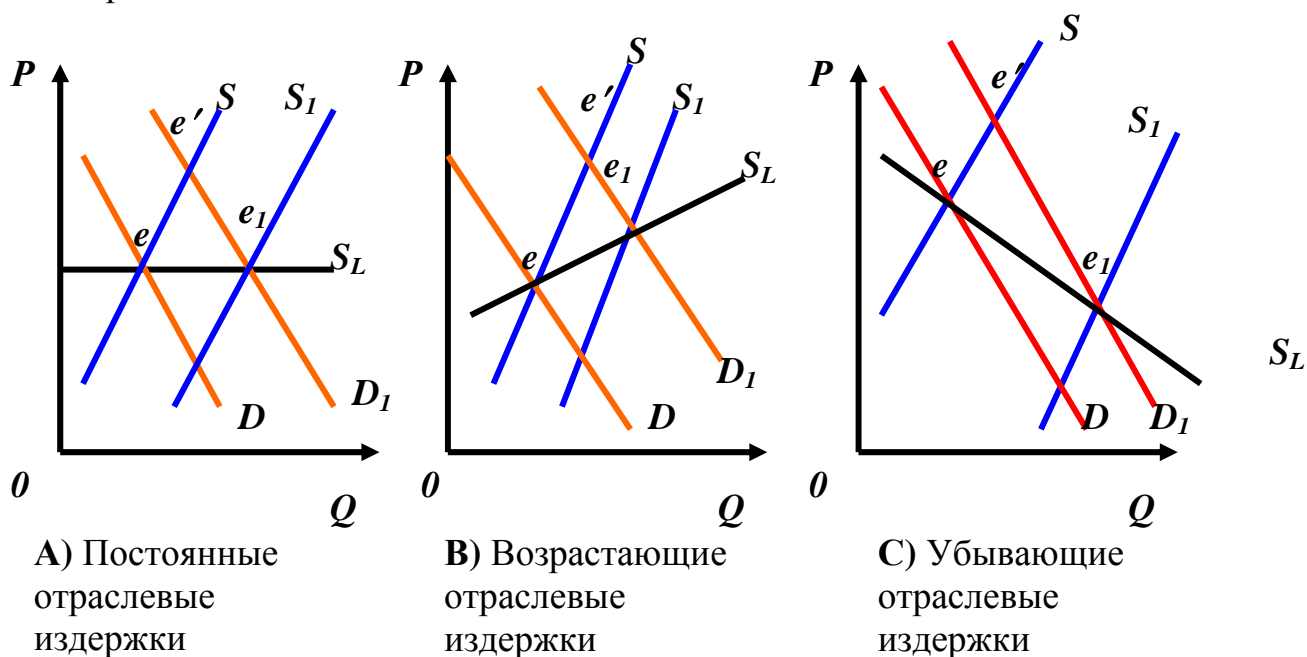 P
S
S1
e′
e
e1
SL
D
D1
0
Q
A) Постоянные
отраслевые
издержки
P
S
S1
e′
e1
SL
e
D1
D
0
Q
B) Возрастающие
отраслевые
издержки
P
S
e′
S1
e
e1
SL
D
D1
0
Q
C) Убывающие
отраслевые
издержки